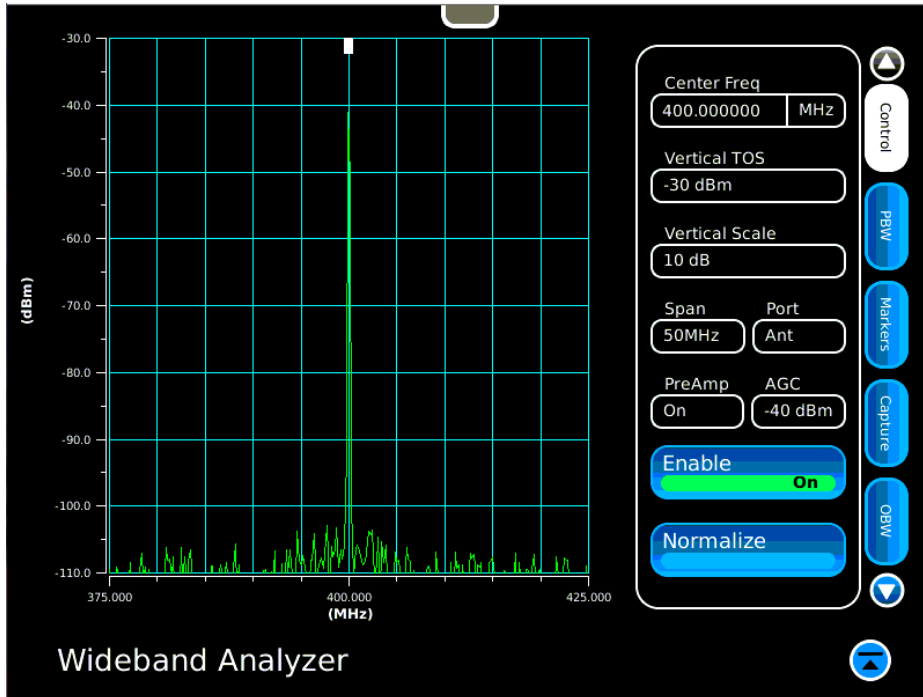 -30.0
-40.0
-50.0
-60.0
-70.0
-80.0
-90.0
-100.0
-110.0
(dBm)
375.000
400.000
425.000
(MHz)
Center Freq
400.000000 MHz
Vertical TOS
-30 dBm
Vertical Scale
10 dB
Span Port
50MHz Ant
PreAmp AGC
On -40 dBm
Enable
On
Normalize
Control
PBW
Markers
Capture
OBW
Wideband Analyzer